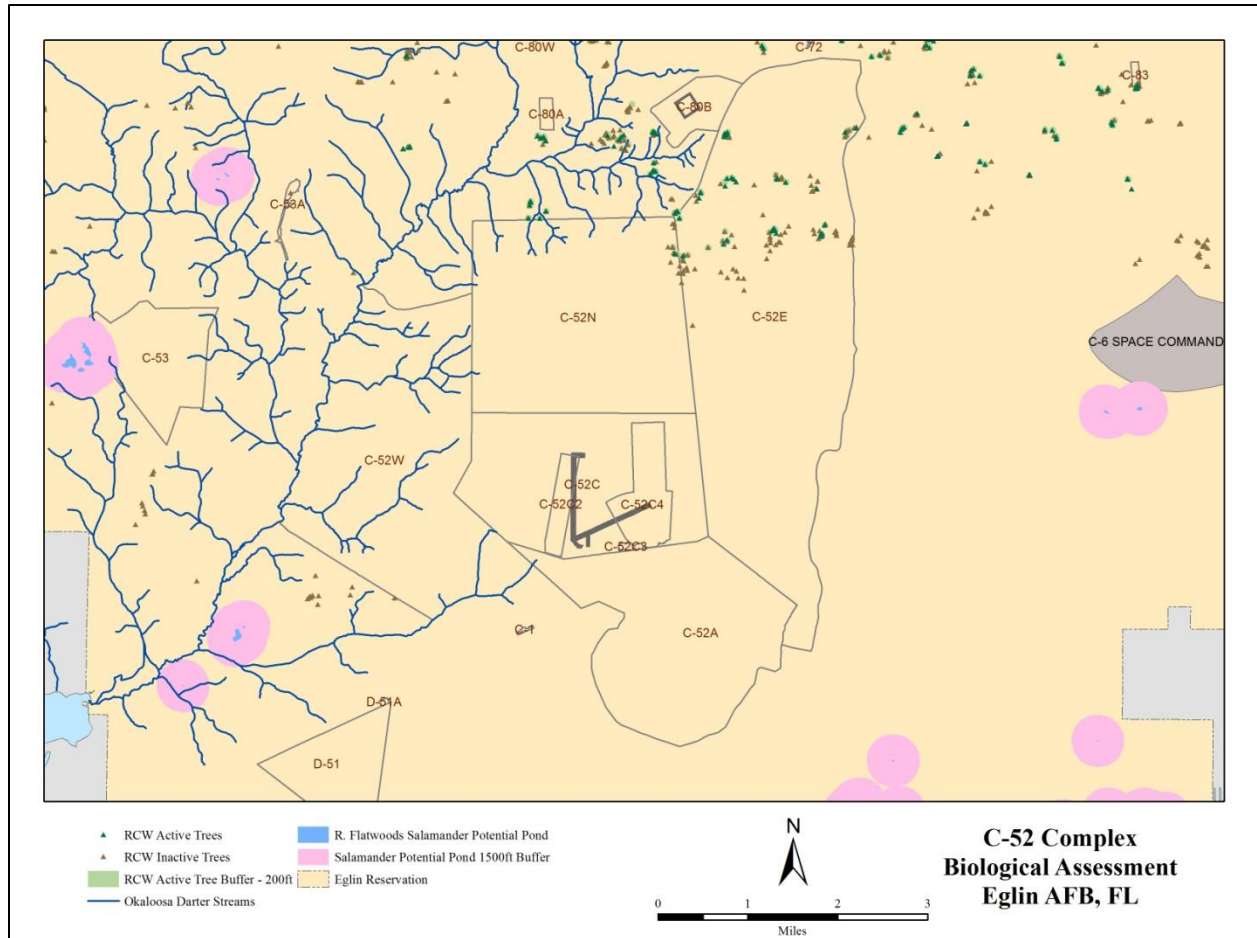 C-80W
C-72
C-83
C-80A
C-80B
C-53A
C-53
C-52N
C-52E
C-6 SPACE COMMAND
C-52W
C-52C
C-52C2
C-52C4
C-52C3
C-1
C-52A
D-51A
D-51
RCW Active Trees
RCW Inactive Trees
RCW Active Tree Buffer - 200ft
Okaloosa Darter Streams
R. Flatwoods Salamander Potential Pond
Salamander Potential Pond 1500ft Buffer
Eglin Reservation
N
0 1 2 3
Miles
C-52 Complex
Biological Assessment
Eglin AFB, FL